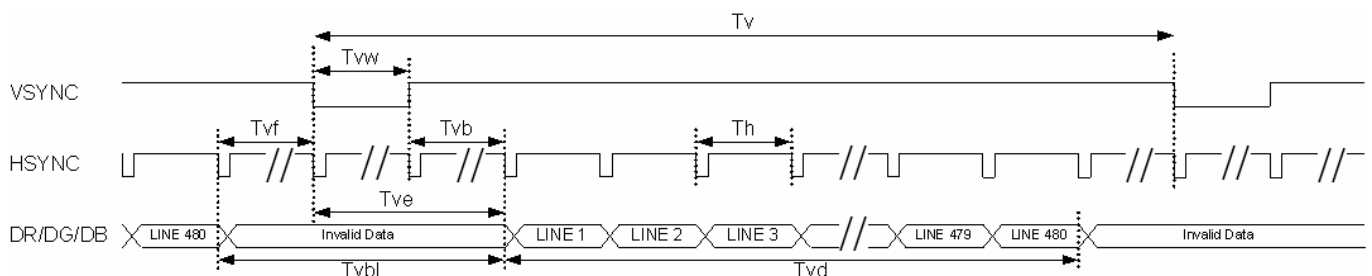 Tv
Tvw
VSYNC
Tvf
Tvb
Th
HSYNC
Tve
DR/DG/DB
LINE 480
Invalid Data
LINE 1
LINE 2
LINE 3
LINE 479
LINE 480
Invalid Data
Tvbl
Tvd